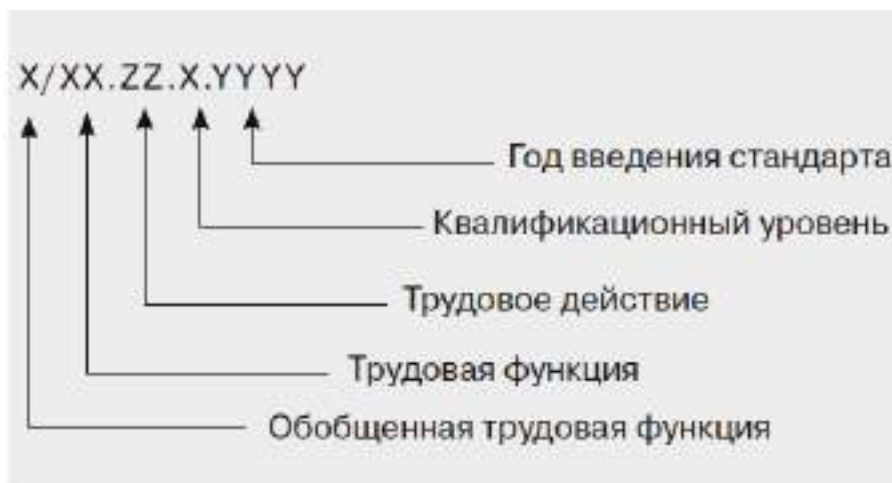 X/XX.ZZ.X.YYYY
Год введения стандарта
Квалификационный уровень
Трудовое действие
Трудовая функция
Обобщенная трудовая функция